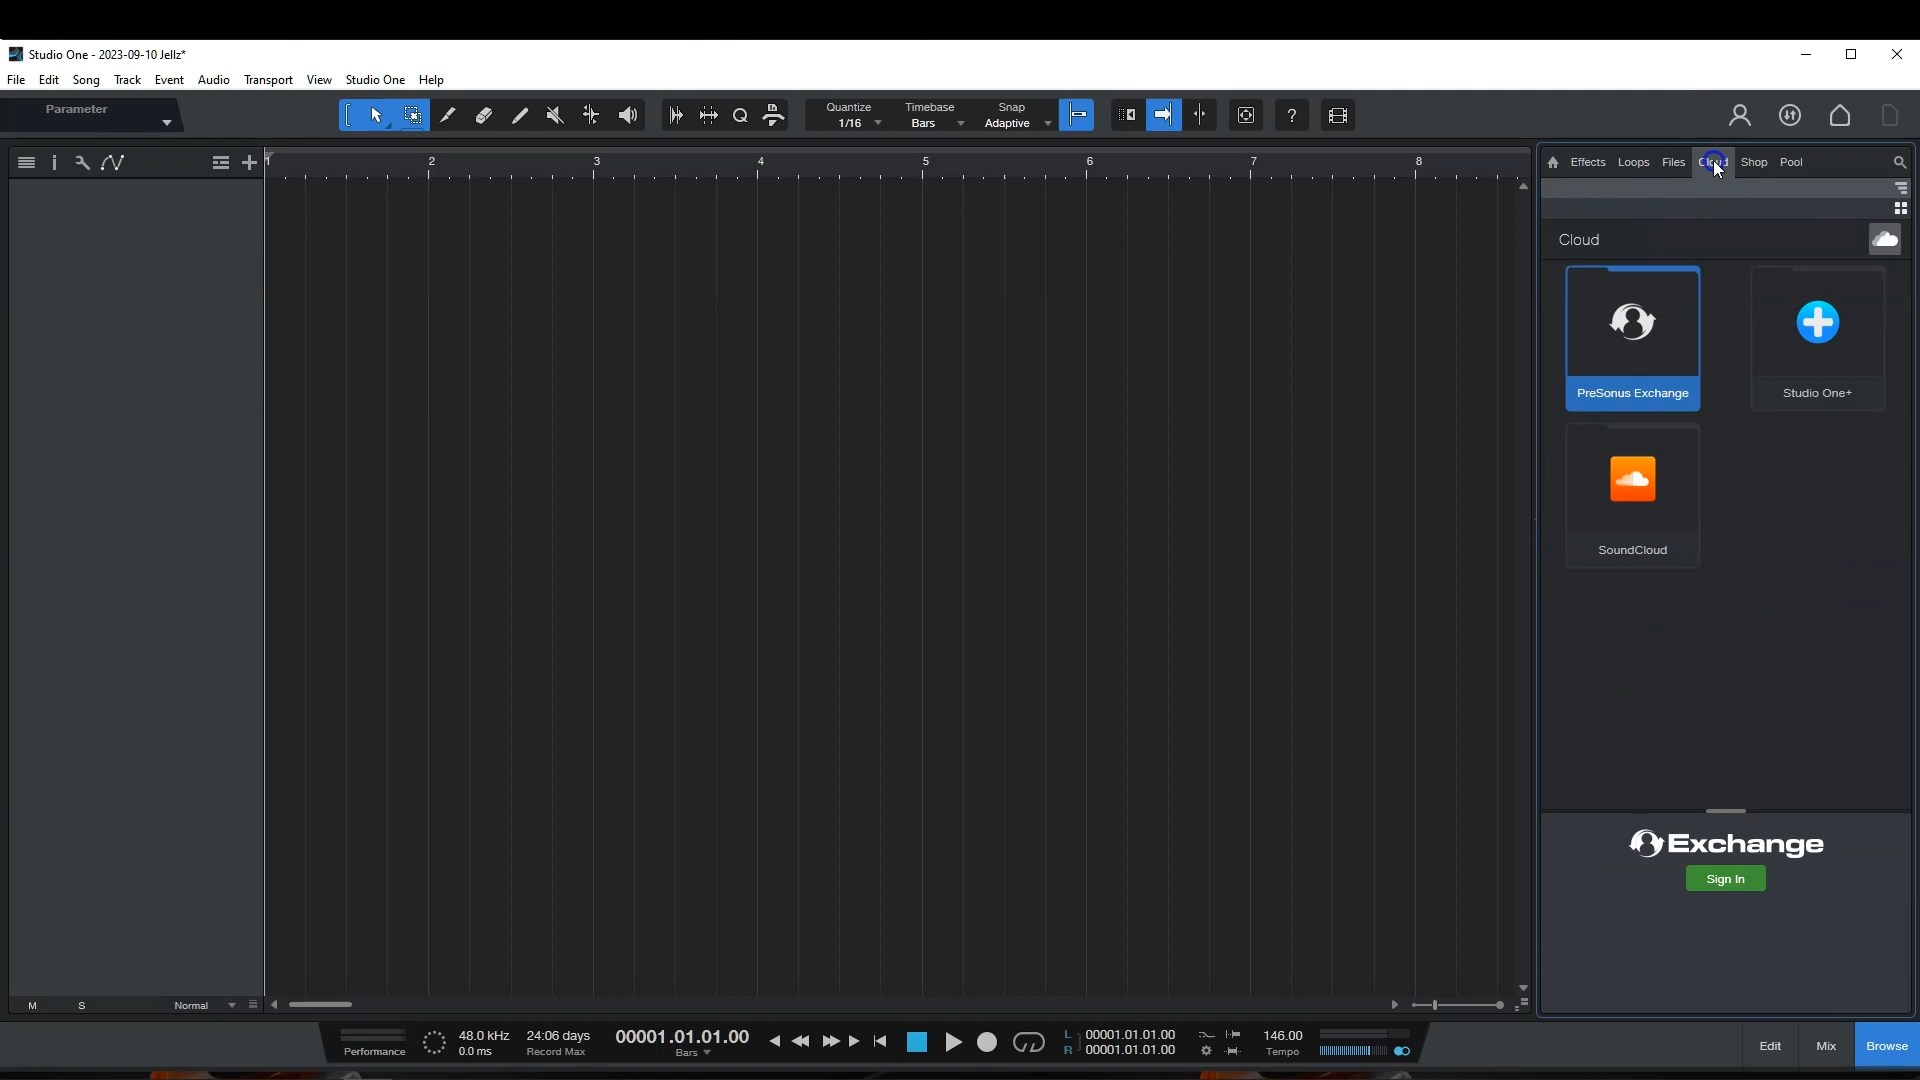 Studio One - 2023-09-10 Jellz*
File Edit Song Track Event Audio Transport View Studio One Help
Parameter
Quantize
1/16
Timebase
Bars
Snap
Adaptive
?
1 2 3 4 5 6 7 8
Effects Loops Files Cloud Shop Pool
Cloud
PreSonus Exchange
Studio One+
SoundCloud
Exchange
Sign In
M S Normal
Performance
48.0 kHz
0.0 ms
24:06 days
Record Max
00001.01.01.00
Bars
L 00001.01.01.00
R 00001.01.01.00
146.00
Tempo
Edit Mix Browse